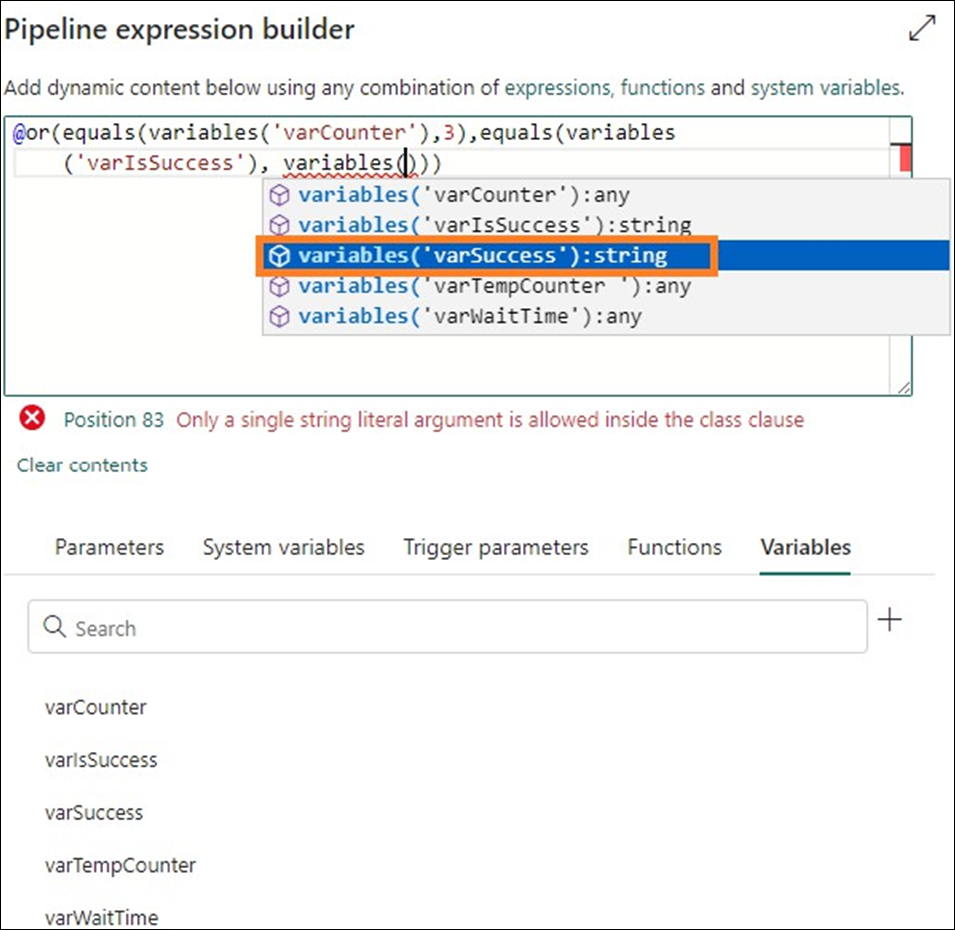 Pipeline expression builder
Add dynamic content below using any combination of expressions, functions and system variables.
@or(equals(variables('varCounter'),3),equals(variables
('varIsSuccess'), variables()))
variables('varCounter'):any
variables('varIsSuccess'):string
variables('varSuccess'):string
variables('varTempCounter '):any
variables('varWaitTime'):any
Position 83 Only a single string literal argument is allowed inside the class clause
Clear contents
Parameters System variables Trigger parameters Functions Variables
Search
varCounter
varIsSuccess
varSuccess
varTempCounter
varWaitTime